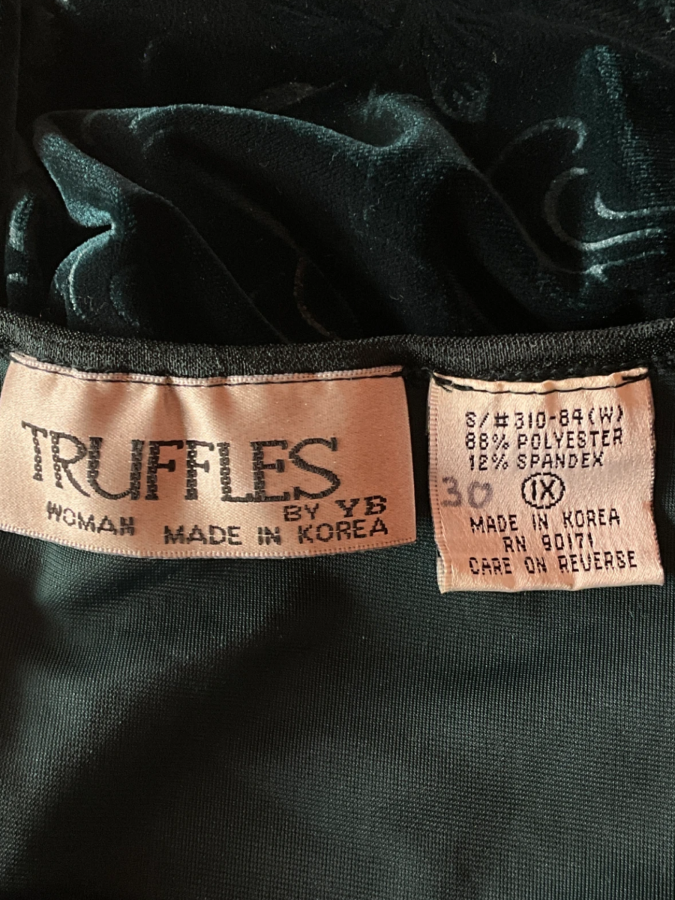 TRUFFLES
BY YB
WOMAN MADE IN KOREA
S/# 310-84(W)
88% POLYESTER
12% SPANDEX
30 1X
MADE IN KOREA
RN 90171
CARE ON REVERSE